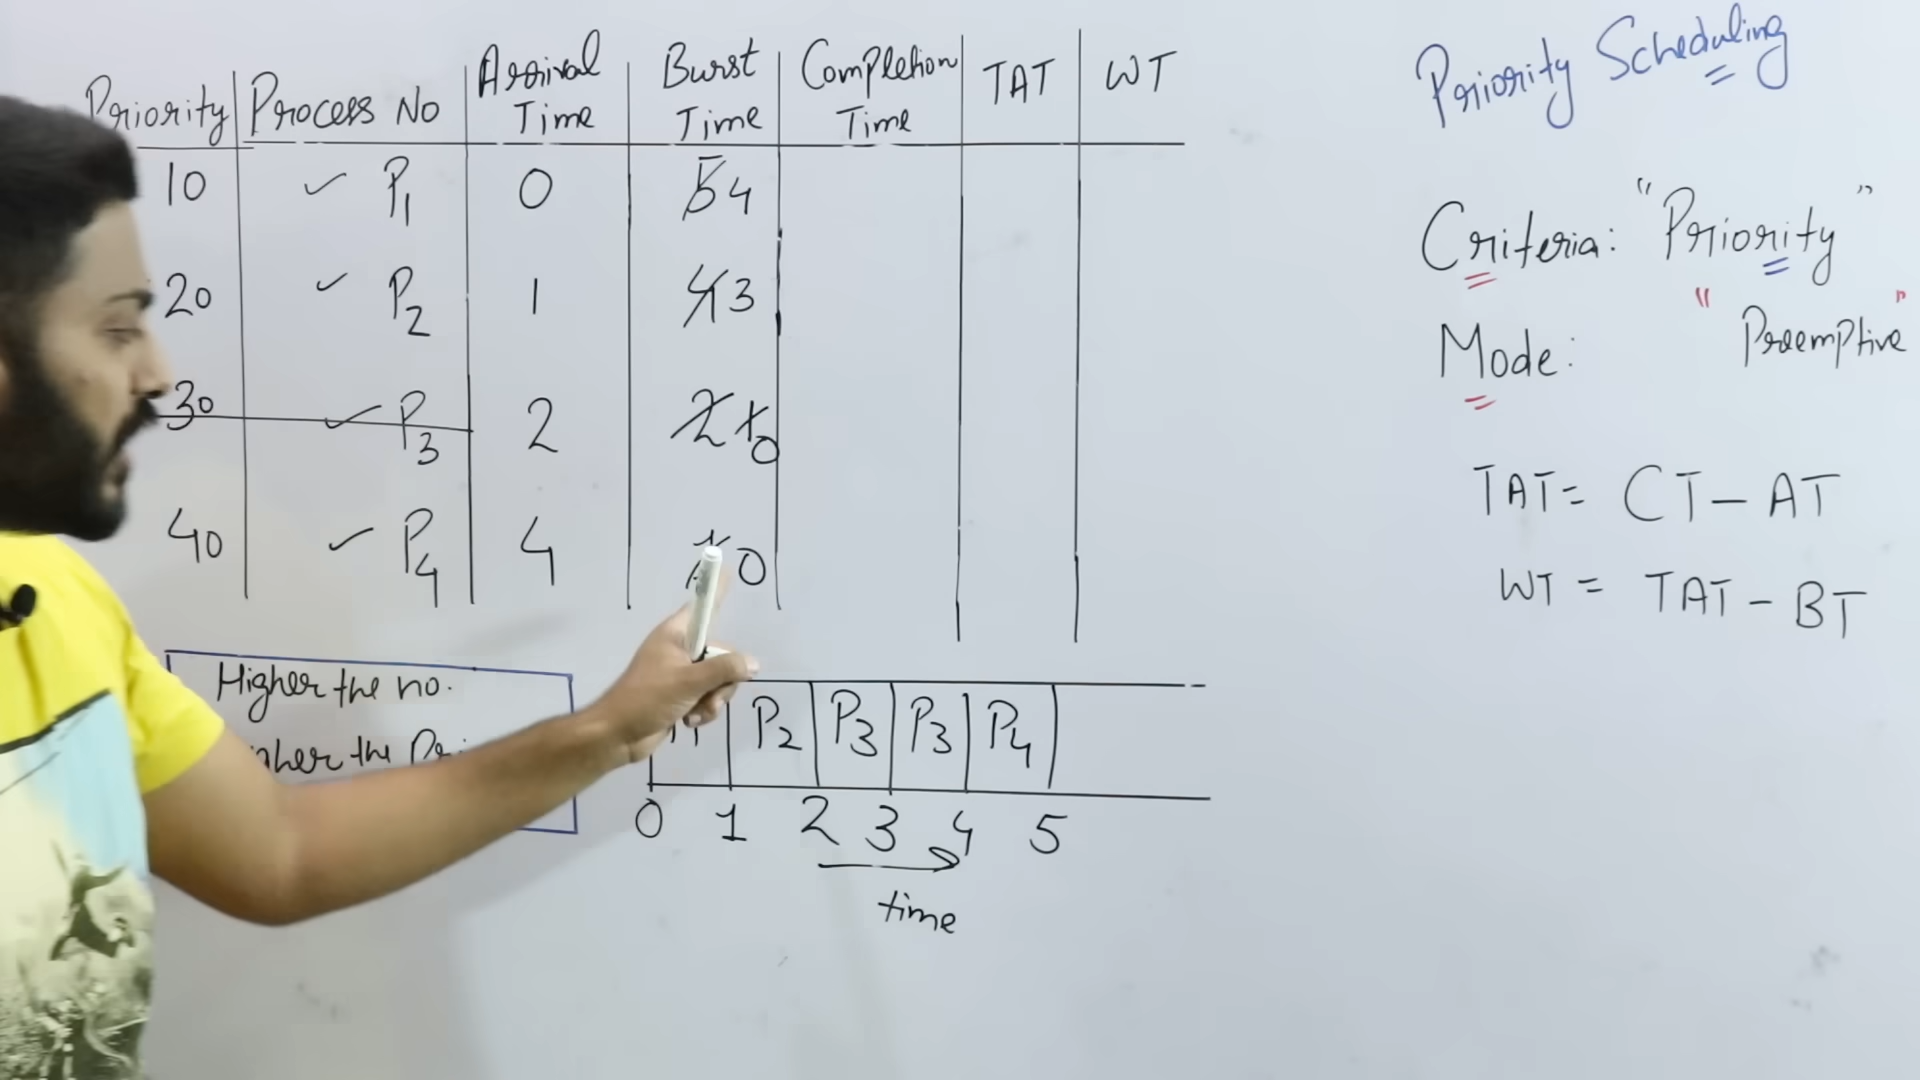 Priority Process No Arrival Time Burst Time Completion Time TAT WT
10 ✓ P1 0 5 4
20 ✓ P2 1 4 3
30 ✓ P3 2 2 1 0
40 ✓ P4 4 1 0
Higher the no.
the
P2 P3 P3 P4
0 1 2 3 4 5
time
Priority Scheduling
Criteria: "Priority"
Mode: "Preemptive"
TAT = CT - AT
WT = TAT - BT